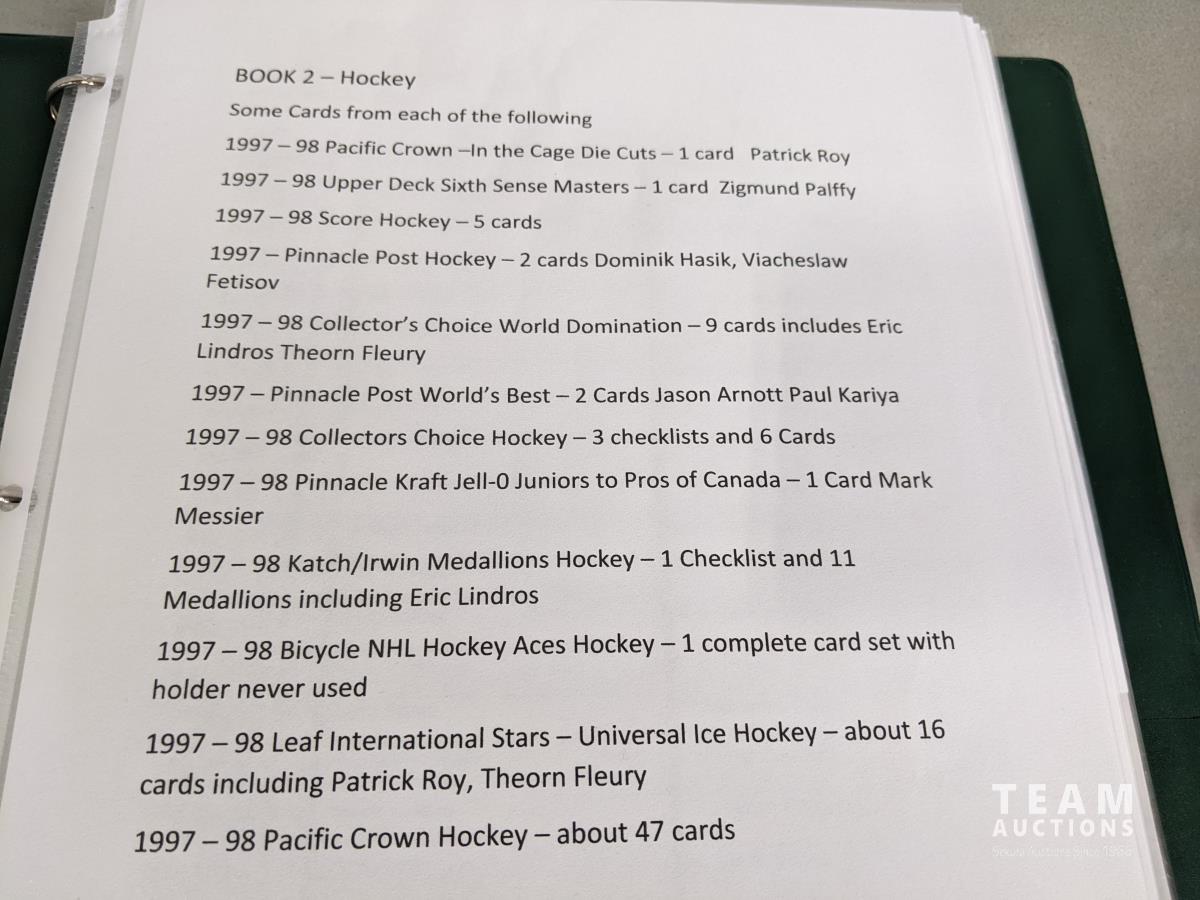 BOOK 2 – Hockey
Some Cards from each of the following
1997 – 98 Pacific Crown –In the Cage Die Cuts – 1 card Patrick Roy
1997 – 98 Upper Deck Sixth Sense Masters – 1 card Zigmund Palffy
1997 – 98 Score Hockey – 5 cards
1997 – Pinnacle Post Hockey – 2 cards Dominik Hasik, Viacheslaw
Fetisov
1997 – 98 Collector's Choice World Domination – 9 cards includes Eric
Lindros Theorn Fleury
1997 – Pinnacle Post World's Best – 2 Cards Jason Arnott Paul Kariya
1997 – 98 Collectors Choice Hockey – 3 checklists and 6 Cards
1997 – 98 Pinnacle Kraft Jell-0 Juniors to Pros of Canada – 1 Card Mark
Messier
1997 – 98 Katch/Irwin Medallions Hockey – 1 Checklist and 11
Medallions including Eric Lindros
1997 – 98 Bicycle NHL Hockey Aces Hockey – 1 complete card set with
holder never used
1997 – 98 Leaf International Stars – Universal Ice Hockey – about 16
cards including Patrick Roy, Theorn Fleury
1997 – 98 Pacific Crown Hockey – about 47 cards
TEAM
AUCTIONS
Auctions Since